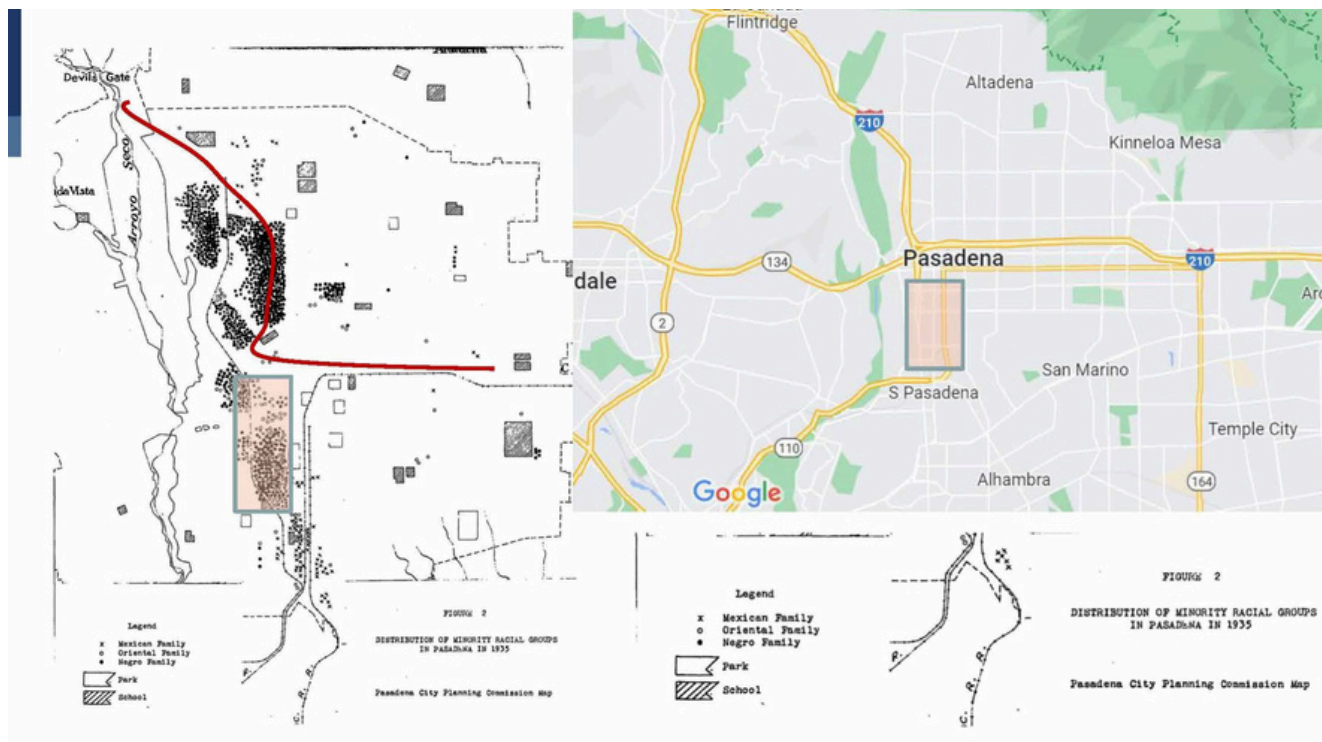 Devils Gate
Seco
Arroyo
FIGURE 2
DISTRIBUTION OF MINORITY RACIAL GROUPS
IN PASADENA IN 1935
Pasadena City Planning Commission Map
Legend
x Mexican Family
o Oriental Family
• Negro Family
Park
School
R.
R.
C.
Flintridge
Altadena
210
Kinneloa Mesa
134
Pasadena
210
dale
2
San Marino
S Pasadena
110
Temple City
Alhambra
164
Google
Legend
x Mexican Family
o Oriental Family
• Negro Family
Park
School
R.
R.
R.
C.
FIGURE 2
DISTRIBUTION OF MINORITY RACIAL GROUPS
IN PASADENA IN 1935
Pasadena City Planning Commission Map